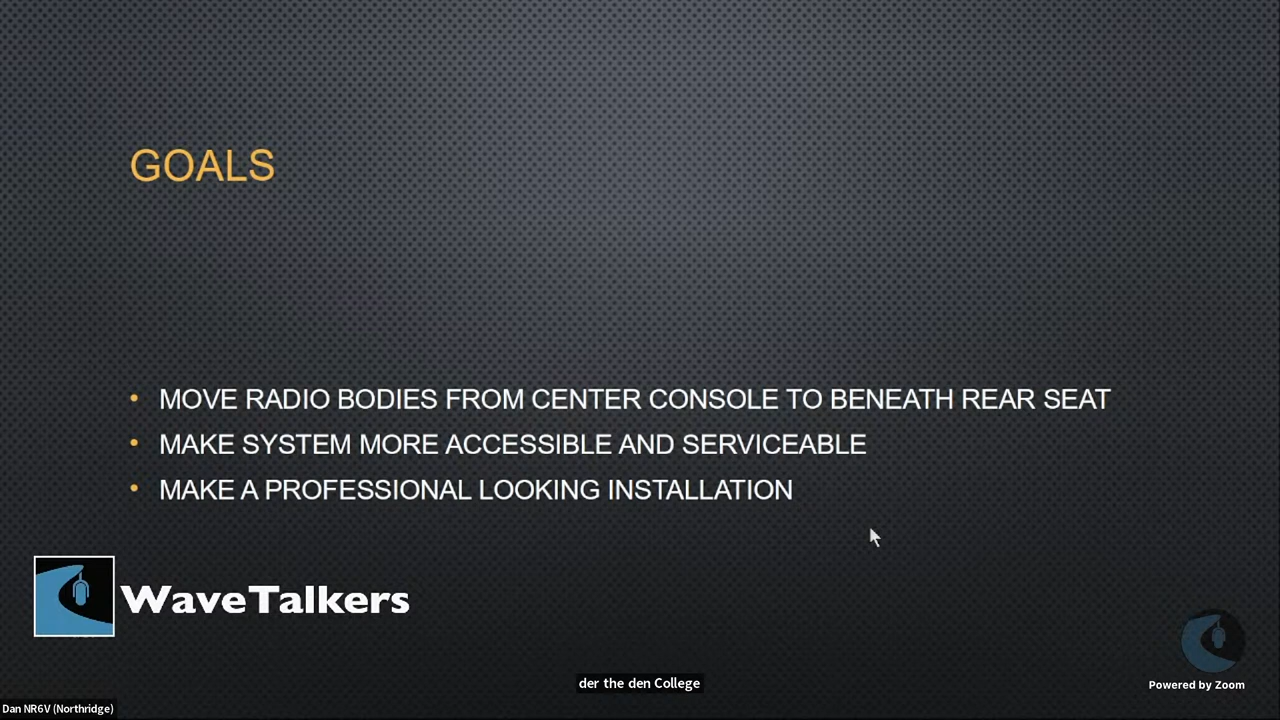 GOALS
• MOVE RADIO BODIES FROM CENTER CONSOLE TO BENEATH REAR SEAT
• MAKE SYSTEM MORE ACCESSIBLE AND SERVICEABLE
• MAKE A PROFESSIONAL LOOKING INSTALLATION
WaveTalkers
der the den College
Powered by Zoom
Dan NR6V (Northridge)